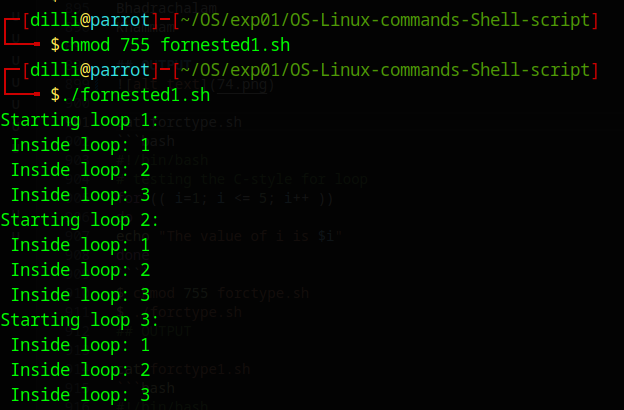 Bhadrachalam
┌─[dilli@parrot]─[~/OS/exp01/OS-Linux-commands-Shell-script]
└──╼ $chmod 755 fornested1.sh
┌─[dilli@parrot]─[~/OS/exp01/OS-Linux-commands-Shell-script]
└──╼ $./fornested1.sh
Starting loop 1:
 Inside loop: 1
 Inside loop: 2
 Inside loop: 3
Starting loop 2:
 Inside loop: 1
 Inside loop: 2
 Inside loop: 3
Starting loop 3:
 Inside loop: 1
 Inside loop: 2
 Inside loop: 3